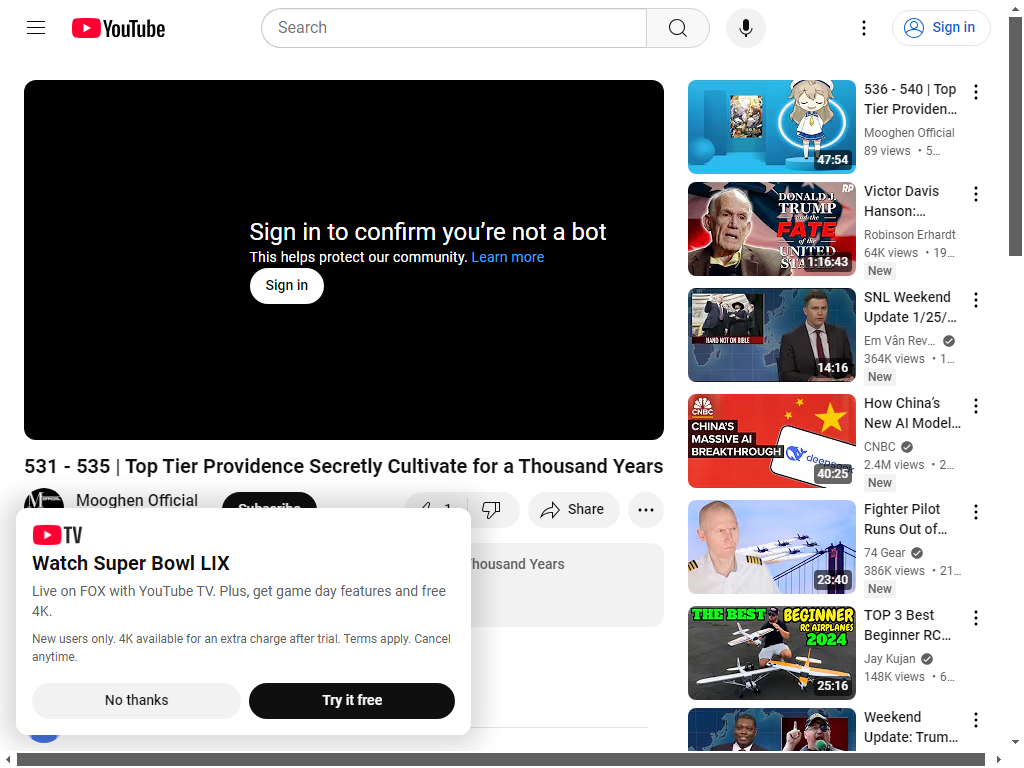 YouTube
Search
Sign in
Sign in to confirm you’re not a bot
This helps protect our community. Learn more
Sign in
531 - 535 | Top Tier Providence Secretly Cultivate for a Thousand Years
Mooghen Official
Subscribe
1
Share
Thousand Years
TV
Watch Super Bowl LIX
Live on FOX with YouTube TV. Plus, get game day features and free
4K.
New users only. 4K available for an extra charge after trial. Terms apply. Cancel
anytime.
No thanks
Try it free
47:54
536 - 540 | Top
Tier Providen…
Mooghen Official
89 views • 5…
RP
DONALD J.
TRUMP
and the
FATE
of the
UNITED
STATES
1:16:43
Victor Davis
Hanson:…
Robinson Erhardt
64K views • 19…
New
HAND NOT ON BIBLE
14:16
SNL Weekend
Update 1/25/…
Em Vân Rev…
364K views • 1…
New
CNBC
CHINA'S
MASSIVE AI
BREAKTHROUGH
deepseek
40:25
How China’s
New AI Model…
CNBC
2.4M views • 2…
New
23:40
Fighter Pilot
Runs Out of…
74 Gear
386K views • 21…
New
THE BEST BEGINNER
RC AIRPLANES
2024
25:16
TOP 3 Best
Beginner RC…
Jay Kujan
148K views • 6…
Weekend
Update: Trum…